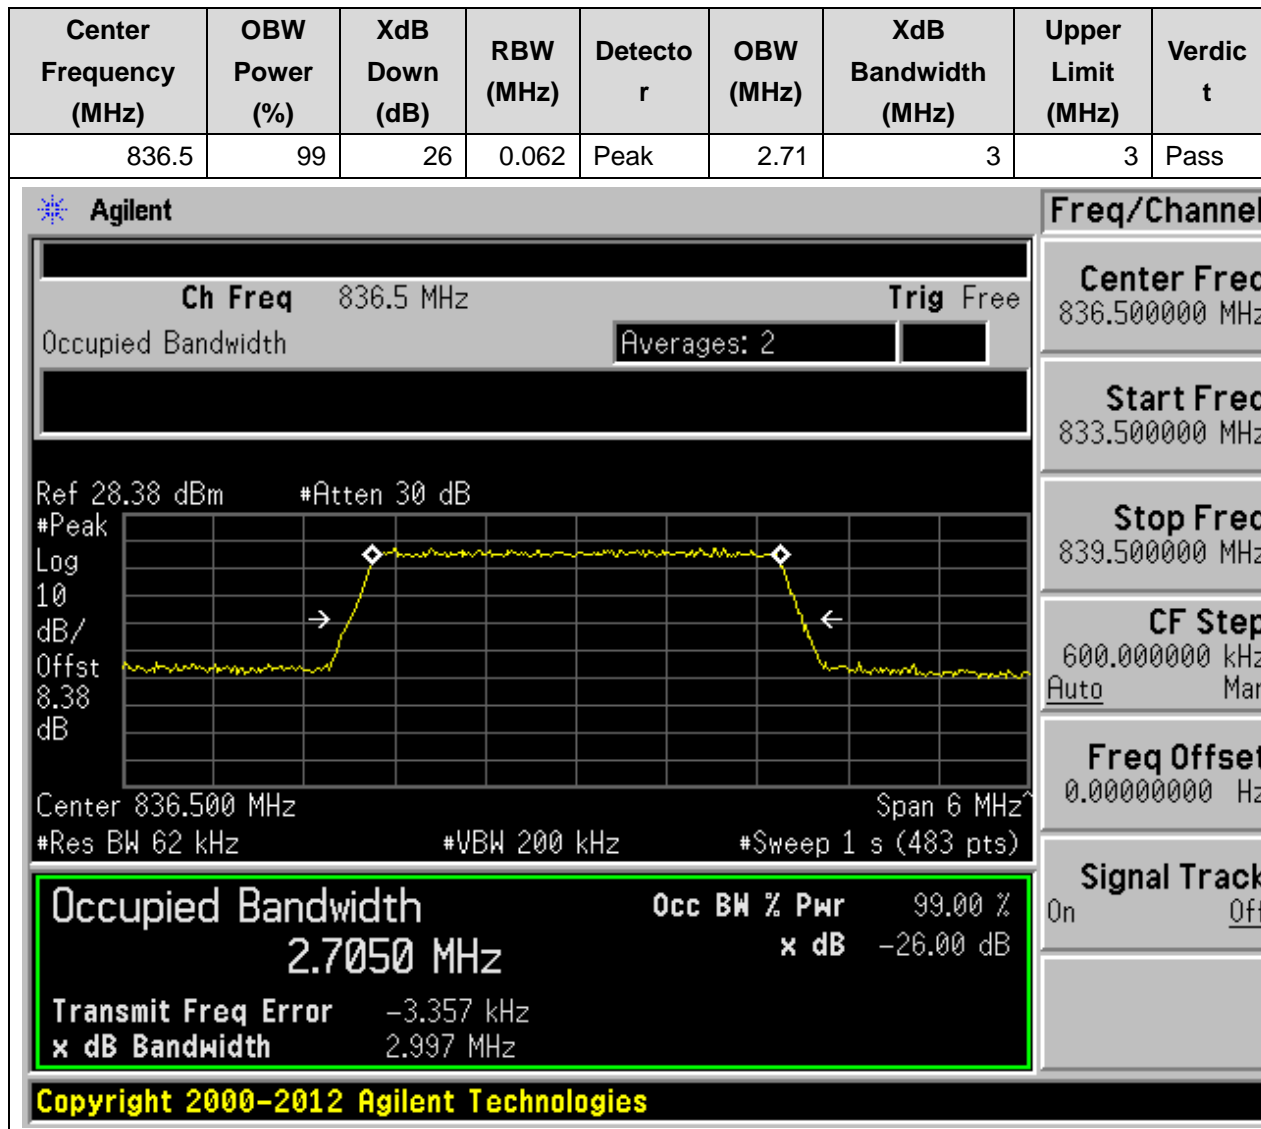 Center Frequency (MHz) OBW Power (%) XdB Down (dB) RBW (MHz) Detecto r OBW (MHz) XdB Bandwidth (MHz) Upper Limit (MHz) Verdic t
836.5 99 26 0.062 Peak 2.71 3 3 Pass
Agilent
Ch Freq 836.5 MHz Trig Free
Occupied Bandwidth Averages: 2
Ref 28.38 dBm #Atten 30 dB
#Peak
Log
10
dB/
Offst
8.38
dB
Center 836.500 MHz Span 6 MHz^
#Res BW 62 kHz #VBW 200 kHz #Sweep 1 s (483 pts)
Occupied Bandwidth Occ BW % Pwr 99.00 %
2.7050 MHz x dB -26.00 dB
Transmit Freq Error -3.357 kHz
x dB Bandwidth 2.997 MHz
Copyright 2000-2012 Agilent Technologies
Freq/Channel
Center Freq
836.500000 MHz
Start Freq
833.500000 MHz
Stop Freq
839.500000 MHz
CF Step
600.000000 kHz
Auto Man
Freq Offset
0.00000000 Hz
Signal Track
On Off